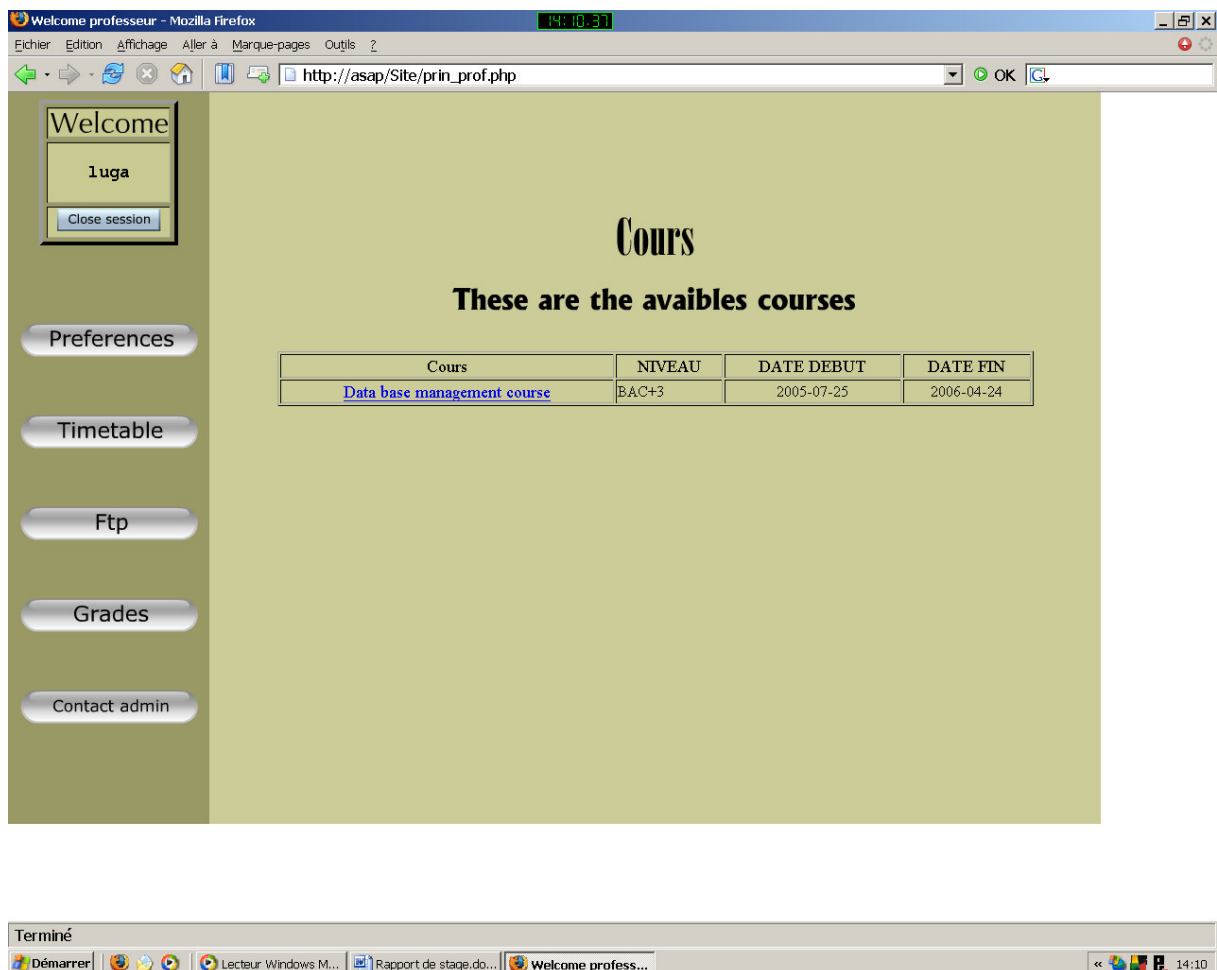 Welcome professeur - Mozilla Firefox
14:10.37
Fichier Edition Affichage Aller à Marque-pages Outils ?
http://asap/Site/prin_prof.php
OK
Welcome
luga
Close session
Preferences
Timetable
Ftp
Grades
Contact admin
Cours
These are the avaibles courses
Cours NIVEAU DATE DEBUT DATE FIN
Data base management course BAC+3 2005-07-25 2006-04-24
Terminé
Démarrer Lecteur Windows M... Rapport de stage.do... Welcome profess... « 14:10